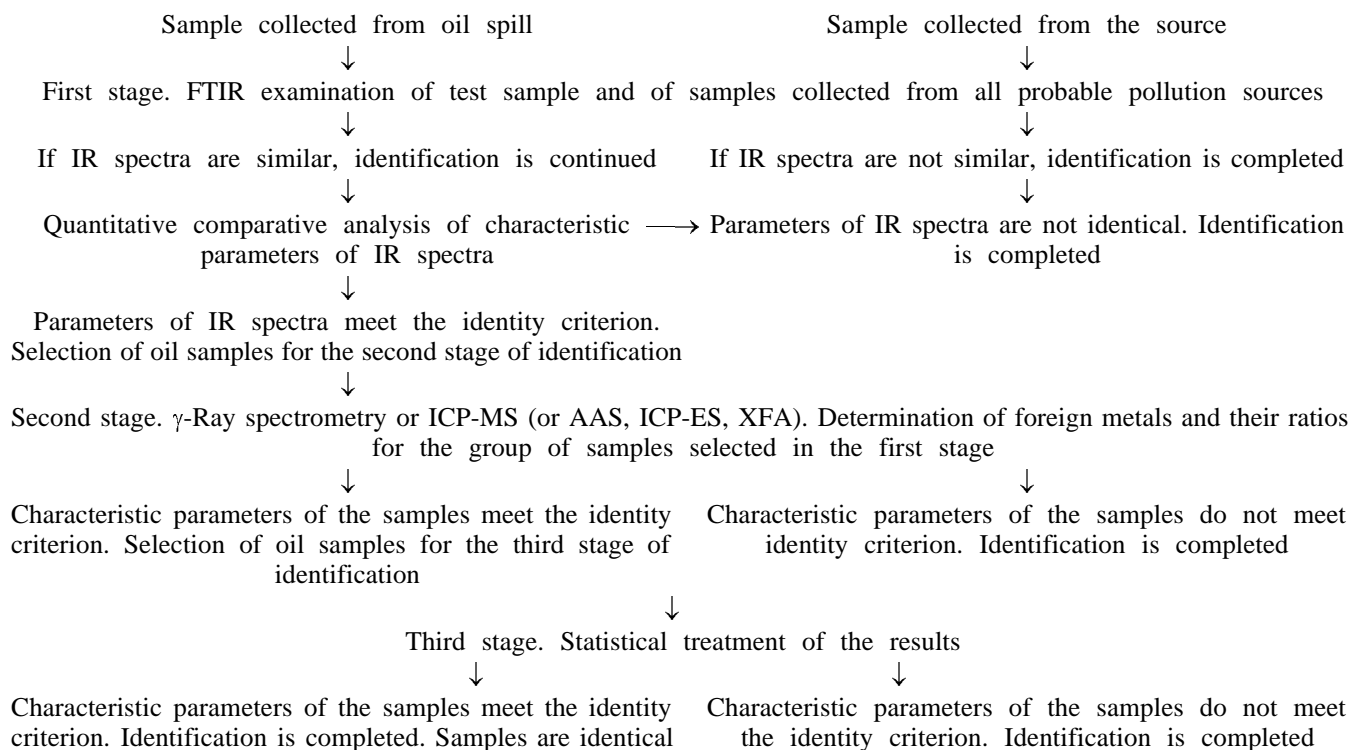 Sample collected from oil spill
Sample collected from the source
↓ ↓
First stage. FTIR examination of test sample and of samples collected from all probable pollution sources
↓ ↓
If IR spectra are similar, identification is continued
If IR spectra are not similar, identification is completed
↓ ↓
Quantitative comparative analysis of characteristic
parameters of IR spectra
→ Parameters of IR spectra are not identical. Identification
is completed
↓
Parameters of IR spectra meet the identity criterion.
Selection of oil samples for the second stage of identification
↓
Second stage. γ-Ray spectrometry or ICP-MS (or AAS, ICP-ES, XFA). Determination of foreign metals and their ratios
for the group of samples selected in the first stage
↓ ↓
Characteristic parameters of the samples meet the identity
criterion. Selection of oil samples for the third stage of
identification
Characteristic parameters of the samples do not meet
identity criterion. Identification is completed
↓
Third stage. Statistical treatment of the results
↓ ↓
Characteristic parameters of the samples meet the identity
criterion. Identification is completed. Samples are identical
Characteristic parameters of the samples do not meet
the identity criterion. Identification is completed